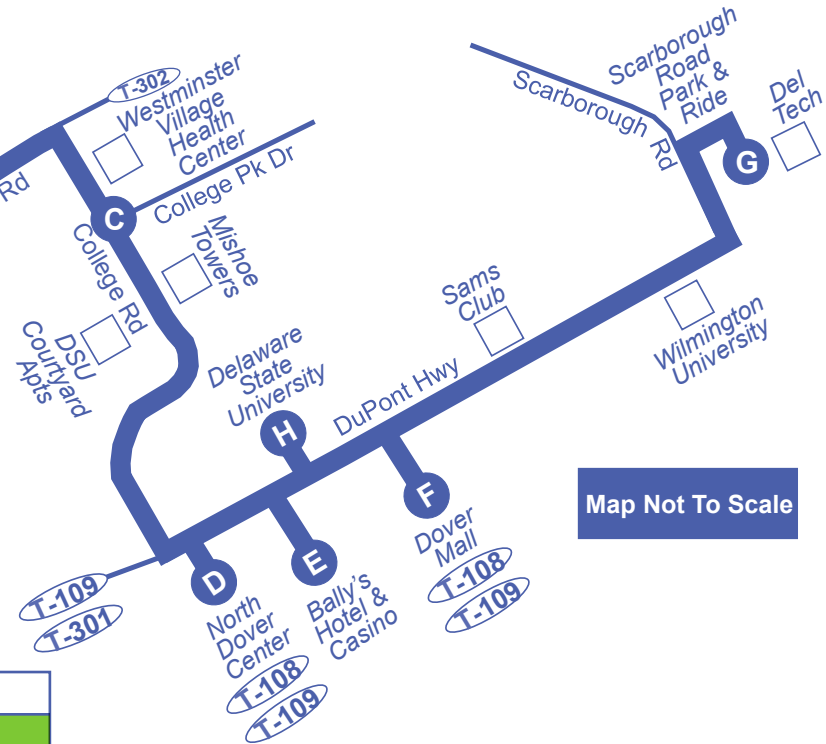 T-302
Westminster
Village
Health
Center
Rd
C
College Pk Dr
College Rd
Mishoe
Towers
DSU
Courtyard
Apts
Scarborough Rd
Scarborough
Road
Park &
Ride
Del
Tech
G
Sams
Club
Wilmington
University
Delaware
State
University
DuPont Hwy
H
F
Dover
Mall
T-108
T-109
Map Not To Scale
T-109
T-301
D
North
Dover
Center
T-108
T-109
E
Bally's
Hotel &
Casino